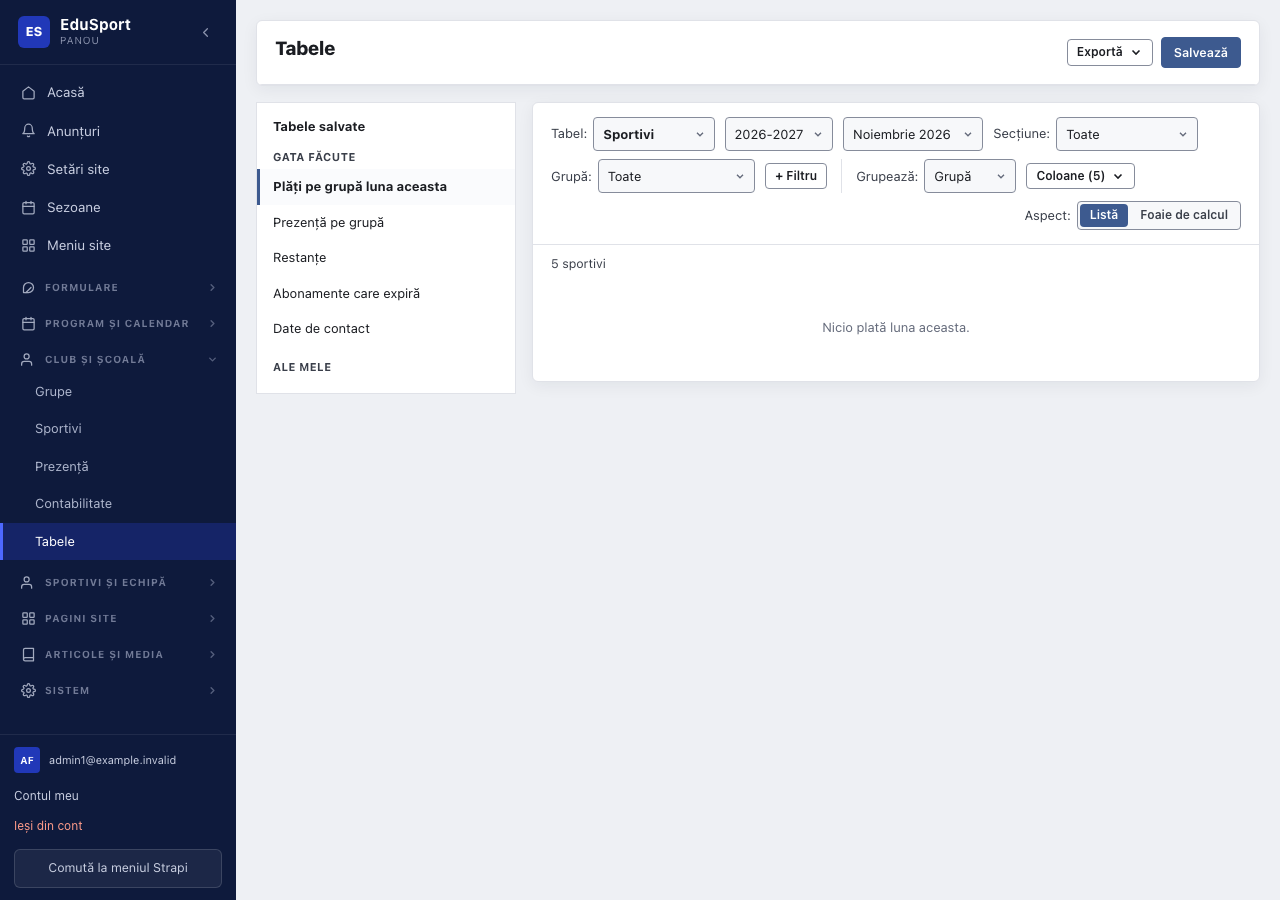 ES
EduSport
PANOU
Acasă
Anunțuri
Setări site
Sezoane
Meniu site
FORMULARE
PROGRAM ȘI CALENDAR
CLUB ȘI ȘCOALĂ
Grupe
Sportivi
Prezență
Contabilitate
Tabele
SPORTIVI ȘI ECHIPĂ
PAGINI SITE
ARTICOLE ȘI MEDIA
SISTEM
AF admin1@example.invalid
Contul meu
Ieși din cont
Comută la meniul Strapi
Tabele
Exportă
Salvează
Tabele salvate
GATA FĂCUTE
Plăți pe grupă luna aceasta
Prezență pe grupă
Restanțe
Abonamente care expiră
Date de contact
ALE MELE
Tabel: Sportivi 2026-2027 Noiembrie 2026 Secțiune: Toate
Grupă: Toate + Filtru Grupează: Grupă Coloane (5)
Aspect: Listă Foaie de calcul
5 sportivi
Nicio plată luna aceasta.